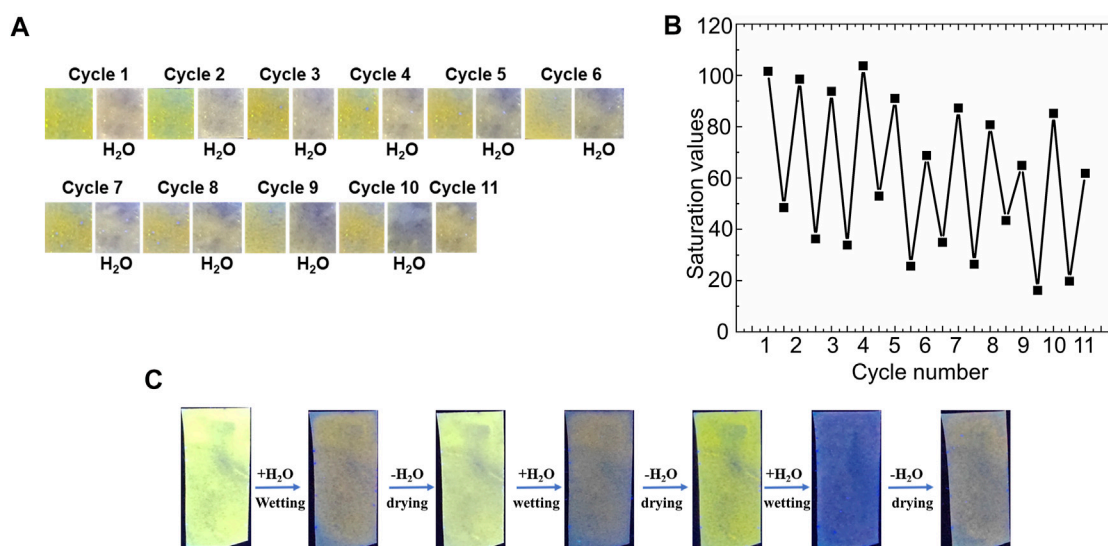 A
Cycle 1 Cycle 2 Cycle 3 Cycle 4 Cycle 5 Cycle 6
H₂O H₂O H₂O H₂O H₂O H₂O
Cycle 7 Cycle 8 Cycle 9 Cycle 10 Cycle 11
H₂O H₂O H₂O H₂O
B
120
100
80
60
40
20
0
Saturation values
1 2 3 4 5 6 7 8 9 10 11
Cycle number
C
+H₂O -H₂O +H₂O -H₂O +H₂O -H₂O
Wetting drying wetting drying wetting drying